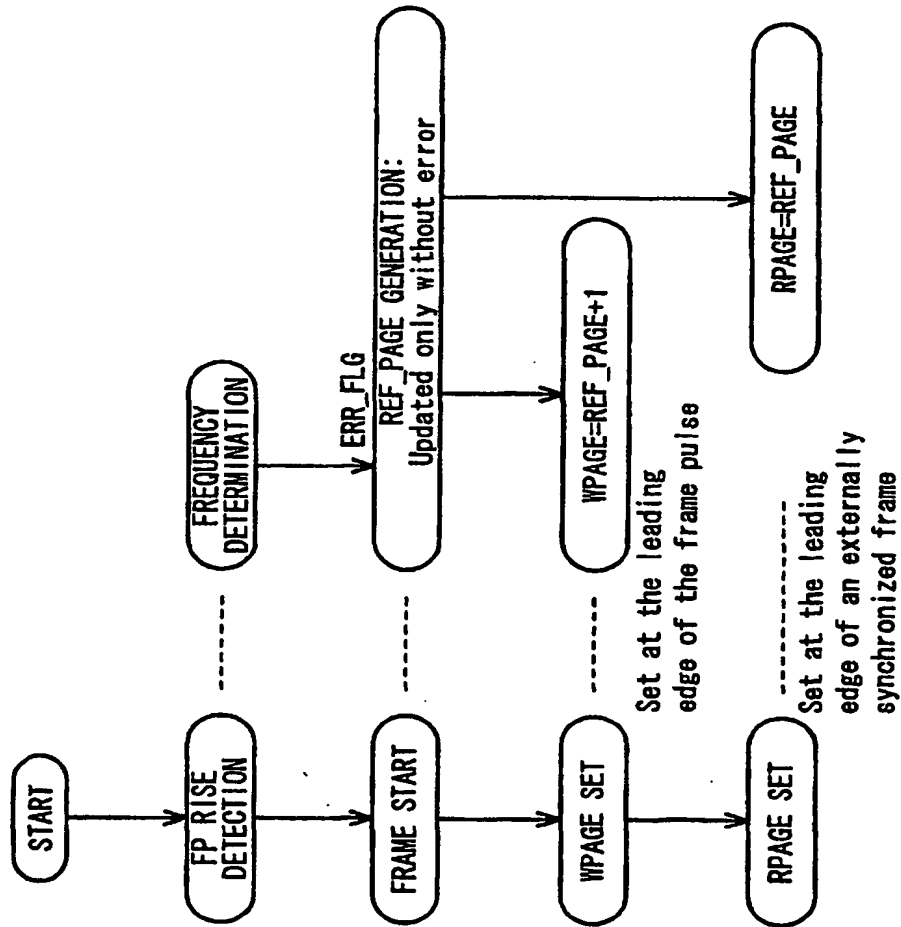 START
FP RISE
DETECTION
FREQUENCY
DETERMINATION
ERR_FLG
FRAME START
REF_PAGE GENERATION:
Updated only without error
WPAGE SET
WPAGE=REF_PAGE+1
Set at the leading
edge of the frame pulse
RPAGE SET
RPAGE=REF_PAGE
Set at the leading
edge of an externally
synchronized frame